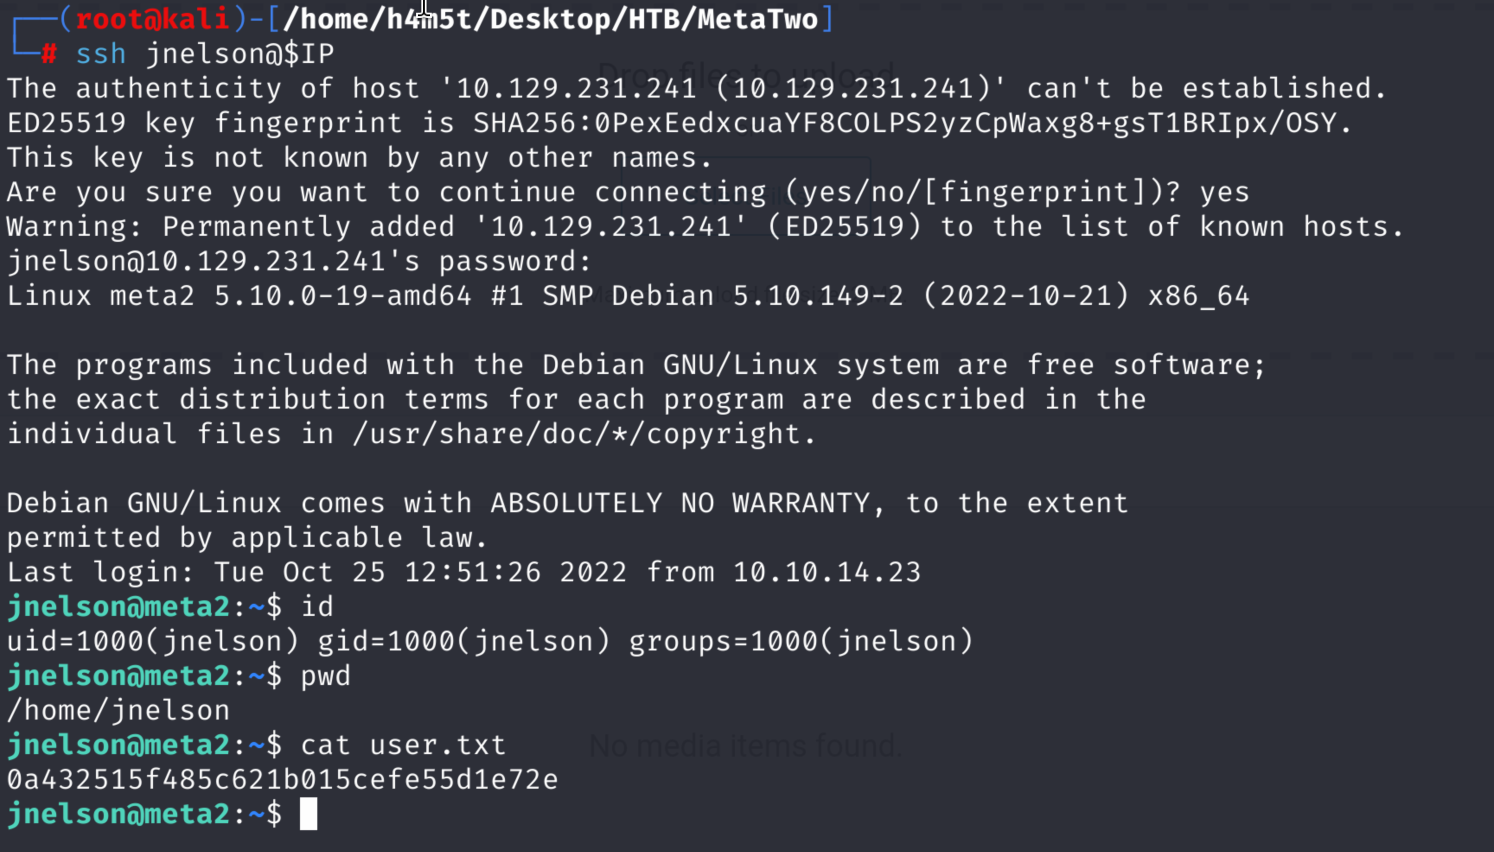 ┌──(root@kali)-[/home/h4m5t/Desktop/HTB/MetaTwo]
└─# ssh jnelson@$IP
Drop files to upload
The authenticity of host '10.129.231.241 (10.129.231.241)' can't be established.
ED25519 key fingerprint is SHA256:0PexEedxcuaYF8COLPS2yzCpWaxg8+gsT1BRIpx/OSY.
This key is not known by any other names.
Are you sure you want to continue connecting (yes/no/[fingerprint])? yes
Warning: Permanently added '10.129.231.241' (ED25519) to the list of known hosts.
jnelson@10.129.231.241's password:
Linux meta2 5.10.0-19-amd64 #1 SMP Debian 5.10.149-2 (2022-10-21) x86_64
The programs included with the Debian GNU/Linux system are free software;
the exact distribution terms for each program are described in the
individual files in /usr/share/doc/*/copyright.
Debian GNU/Linux comes with ABSOLUTELY NO WARRANTY, to the extent
permitted by applicable law.
Last login: Tue Oct 25 12:51:26 2022 from 10.10.14.23
jnelson@meta2:~$ id
uid=1000(jnelson) gid=1000(jnelson) groups=1000(jnelson)
jnelson@meta2:~$ pwd
/home/jnelson
jnelson@meta2:~$ cat user.txt
No media items found.
0a432515f485c621b015cefe55d1e72e
jnelson@meta2:~$